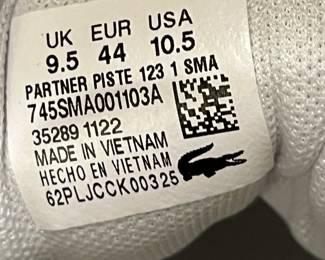 UK EUR USA
9.5 44 10.5
PARTNER PISTE 123 1 SMA
745SMA001103A
35289 1122
MADE IN VIETNAM
HECHO EN VIETNAM
62PLJCCK00325